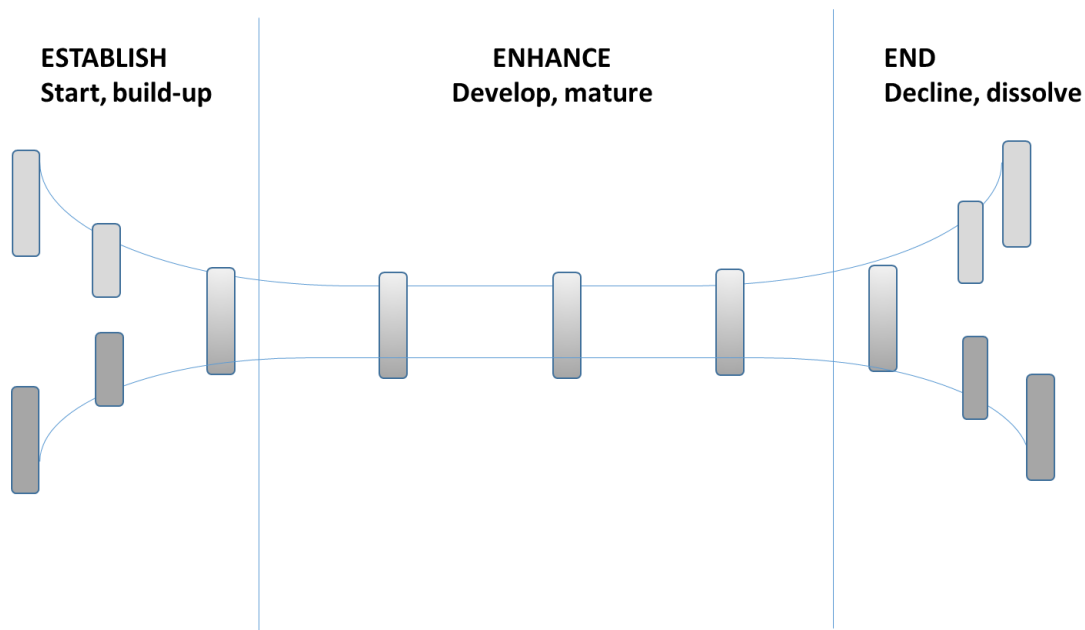 ESTABLISH
Start, build-up
ENHANCE
Develop, mature
END
Decline, dissolve